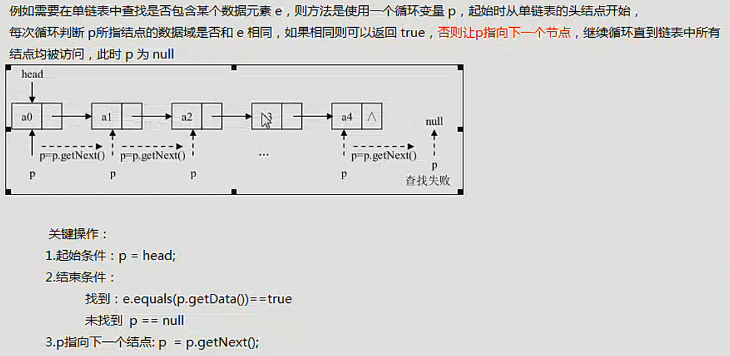 例如需要在单链表中查找是否包含某个数据元素 e，则方法是使用一个循环变量 p，起始时从单链表的头结点开始，
每次循环判断 p所指结点的数据域是否和 e 相同，如果相同则可以返回 true，否则让p指向下一个节点，继续循环直到链表中所有
结点均被访问，此时 p 为 null
head
a0 a1 a2 a4 ∧ null
p=p.getNext() p=p.getNext() … p=p.getNext()
p p p p p
查找失败
关键操作：
1.起始条件：p = head;
2.结束条件：
找到：e.equals(p.getData())==true
未找到 p == null
3.p指向下一个结点: p = p.getNext();